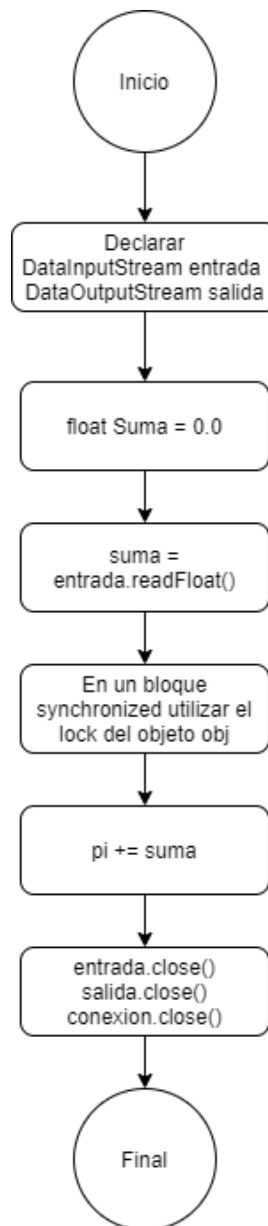 Inicio
Declarar
DataInputStream entrada
DataOutputStream salida
float Suma = 0.0
suma =
entrada.readFloat()
En un bloque
synchronized utilizar el
lock del objeto obj
pi += suma
entrada.close()
salida.close()
conexion.close()
Final